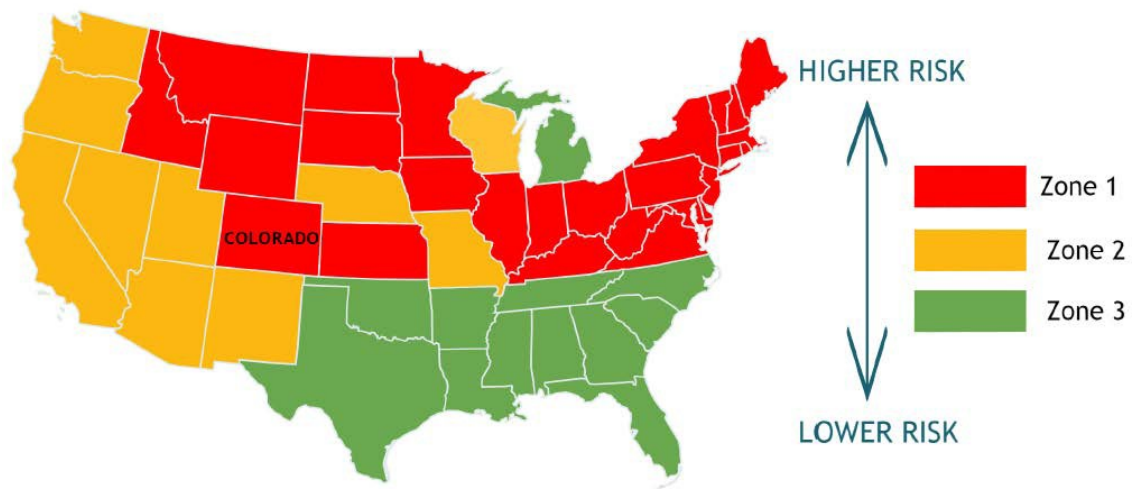 HIGHER RISK
Zone 1
COLORADO
Zone 2
Zone 3
LOWER RISK